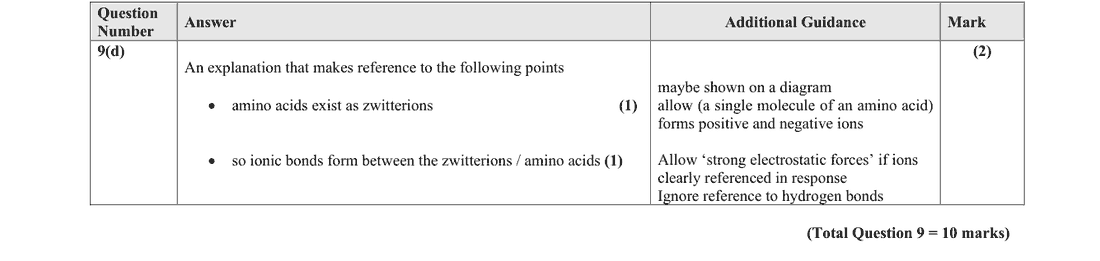 Question Number
Answer
Additional Guidance
Mark
9(d)
(2)
An explanation that makes reference to the following points
maybe shown on a diagram
• amino acids exist as zwitterions (1)
allow (a single molecule of an amino acid)
forms positive and negative ions
• so ionic bonds form between the zwitterions / amino acids (1)
Allow ‘strong electrostatic forces’ if ions
clearly referenced in response
Ignore reference to hydrogen bonds
(Total Question 9 = 10 marks)